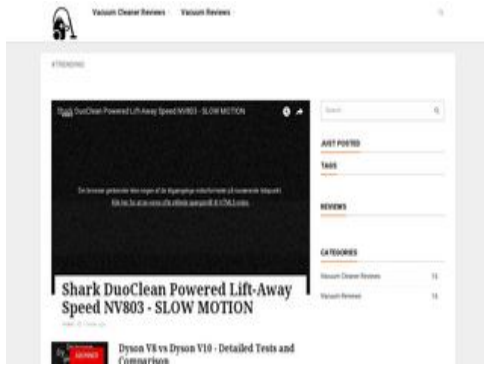 Vacuum Cleaner Reviews
Vacuum Reviews
#TRENDING
Shark DuoClean Powered Lift-Away Speed NV803 - SLOW MOTION
Search
JUST POSTED
TAGS
REVIEWS
CATEGORIES
Vacuum Cleaner Reviews 16
Vacuum Reviews 16
Shark DuoClean Powered Lift-Away
Speed NV803 - SLOW MOTION
Dyson V8 vs Dyson V10 - Detailed Tests and
Comparison